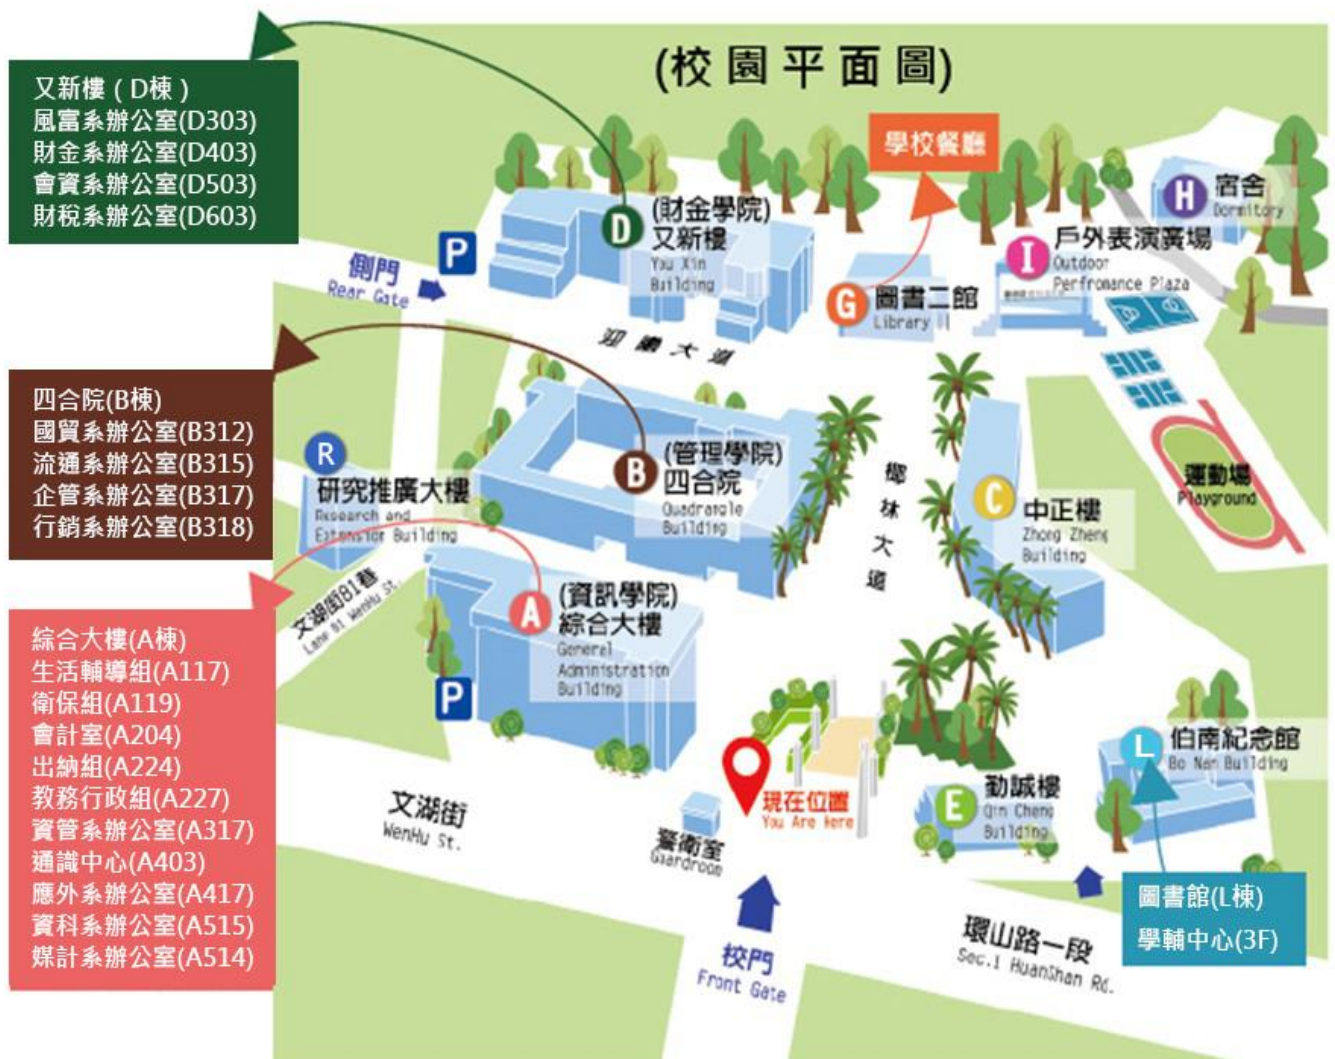 (校園平面圖)
又新樓（D棟）
風富系辦公室(D303)
財金系辦公室(D403)
會資系辦公室(D503)
財稅系辦公室(D603)
學校餐廳
H
宿舍
Dormitory
(財金學院)
D
又新樓
You Xin
Building
P
側門
Rear Gate
I
戶外表演廣場
Outdoor
Perfromance Plaza
G
圖書二館
Library II
迎曦大道
四合院(B棟)
國貿系辦公室(B312)
流通系辦公室(B315)
企管系辦公室(B317)
行銷系辦公室(B318)
R
研究推廣大樓
Research and
Extension Building
(管理學院)
B
四合院
Quadrangle
Building
椰林大道
C
中正樓
Zhong Zheng
Building
運動場
Playground
文湖街81巷
Lane 81 WenHu St.
(資訊學院)
A
綜合大樓
General
Administration
Building
P
綜合大樓(A棟)
生活輔導組(A117)
衛保組(A119)
會計室(A204)
出納組(A224)
教務行政組(A227)
資管系辦公室(A317)
通識中心(A403)
應外系辦公室(A417)
資科系辦公室(A515)
媒計系辦公室(A514)
L
伯南紀念館
Bo Nan Building
現在位置
You Are Here
E
勤誠樓
Qin Cheng
Building
文湖街
WenHu St.
警衛室
Guardroom
圖書館(L棟)
學輔中心(3F)
校門
Front Gate
環山路一段
Sec.1 HuanShan Rd.